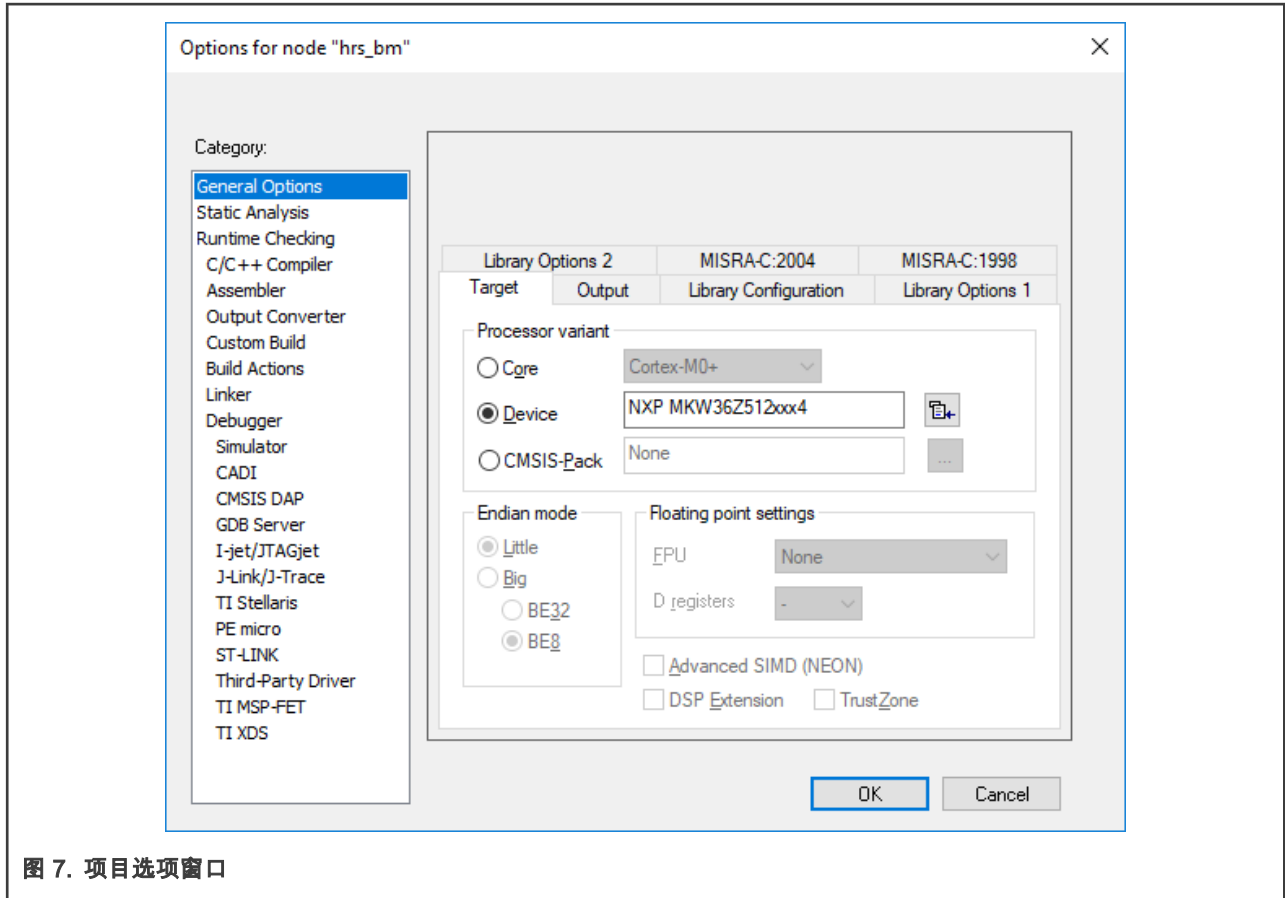 Options for node "hrs_bm"
Category:
General Options
Static Analysis
Runtime Checking
C/C++ Compiler
Assembler
Output Converter
Custom Build
Build Actions
Linker
Debugger
Simulator
CADI
CMSIS DAP
GDB Server
I-jet/JTAGjet
J-Link/J-Trace
TI Stellaris
PE micro
ST-LINK
Third-Party Driver
TI MSP-FET
TI XDS
Library Options 2 MISRA-C:2004 MISRA-C:1998
Target Output Library Configuration Library Options 1
Processor variant
Core Cortex-M0+
Device NXP MKW36Z512xxx4
CMSIS-Pack None ...
Endian mode
Little
Big
BE32
BE8
Floating point settings
FPU None
D registers -
Advanced SIMD (NEON)
DSP Extension TrustZone
OK Cancel
图 7. 项目选项窗口